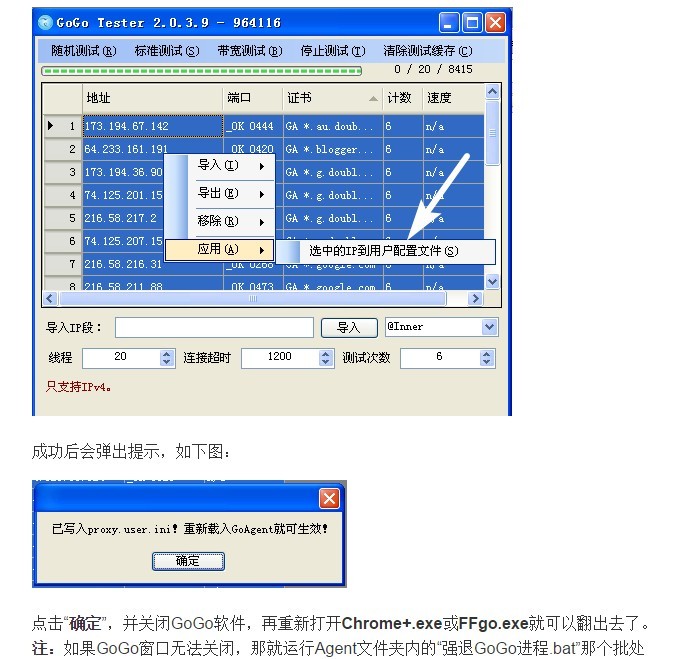 GoGo Tester 2.0.3.9 - 964116
随机测试(R) 标准测试(S) 带宽测试(B) 停止测试(T) 清除测试缓存(C)
0 / 20 / 8415
地址 端口 证书 计数 速度
1 173.194.67.142 _OK 0444 GA *.au.doub... 6 n/a
2 64.233.161.191 _OK 0420 GA *.blogger... 6 n/a
3 173.194.36.90 GA *.g.doubl... 6 n/a
4 74.125.201.15 GA *.g.doubl... 6 n/a
5 216.58.217.2 GA *.g.doubl... 6 n/a
6 74.125.207.15
7 216.58.216.31 _OK 0268 GA *.google.com 6 n/a
8 216.58.211.88 _OK 0473 GA *.google.com 6 n/a
导入(I)
导出(E)
移除(R)
应用(A)
选中的IP到用户配置文件(S)
导入IP段： 导入 @Inner
线程 20 连接超时 1200 测试次数 6
只支持IPv4。
成功后会弹出提示，如下图：
已写入proxy.user.ini！重新载入GoAgent就可生效！
确定
点击“确定”，并关闭GoGo软件，再重新打开Chrome+.exe或FFgo.exe就可以翻出去了。
注：如果GoGo窗口无法关闭，那就运行Agent文件夹内的“强退GoGo进程.bat”那个批处